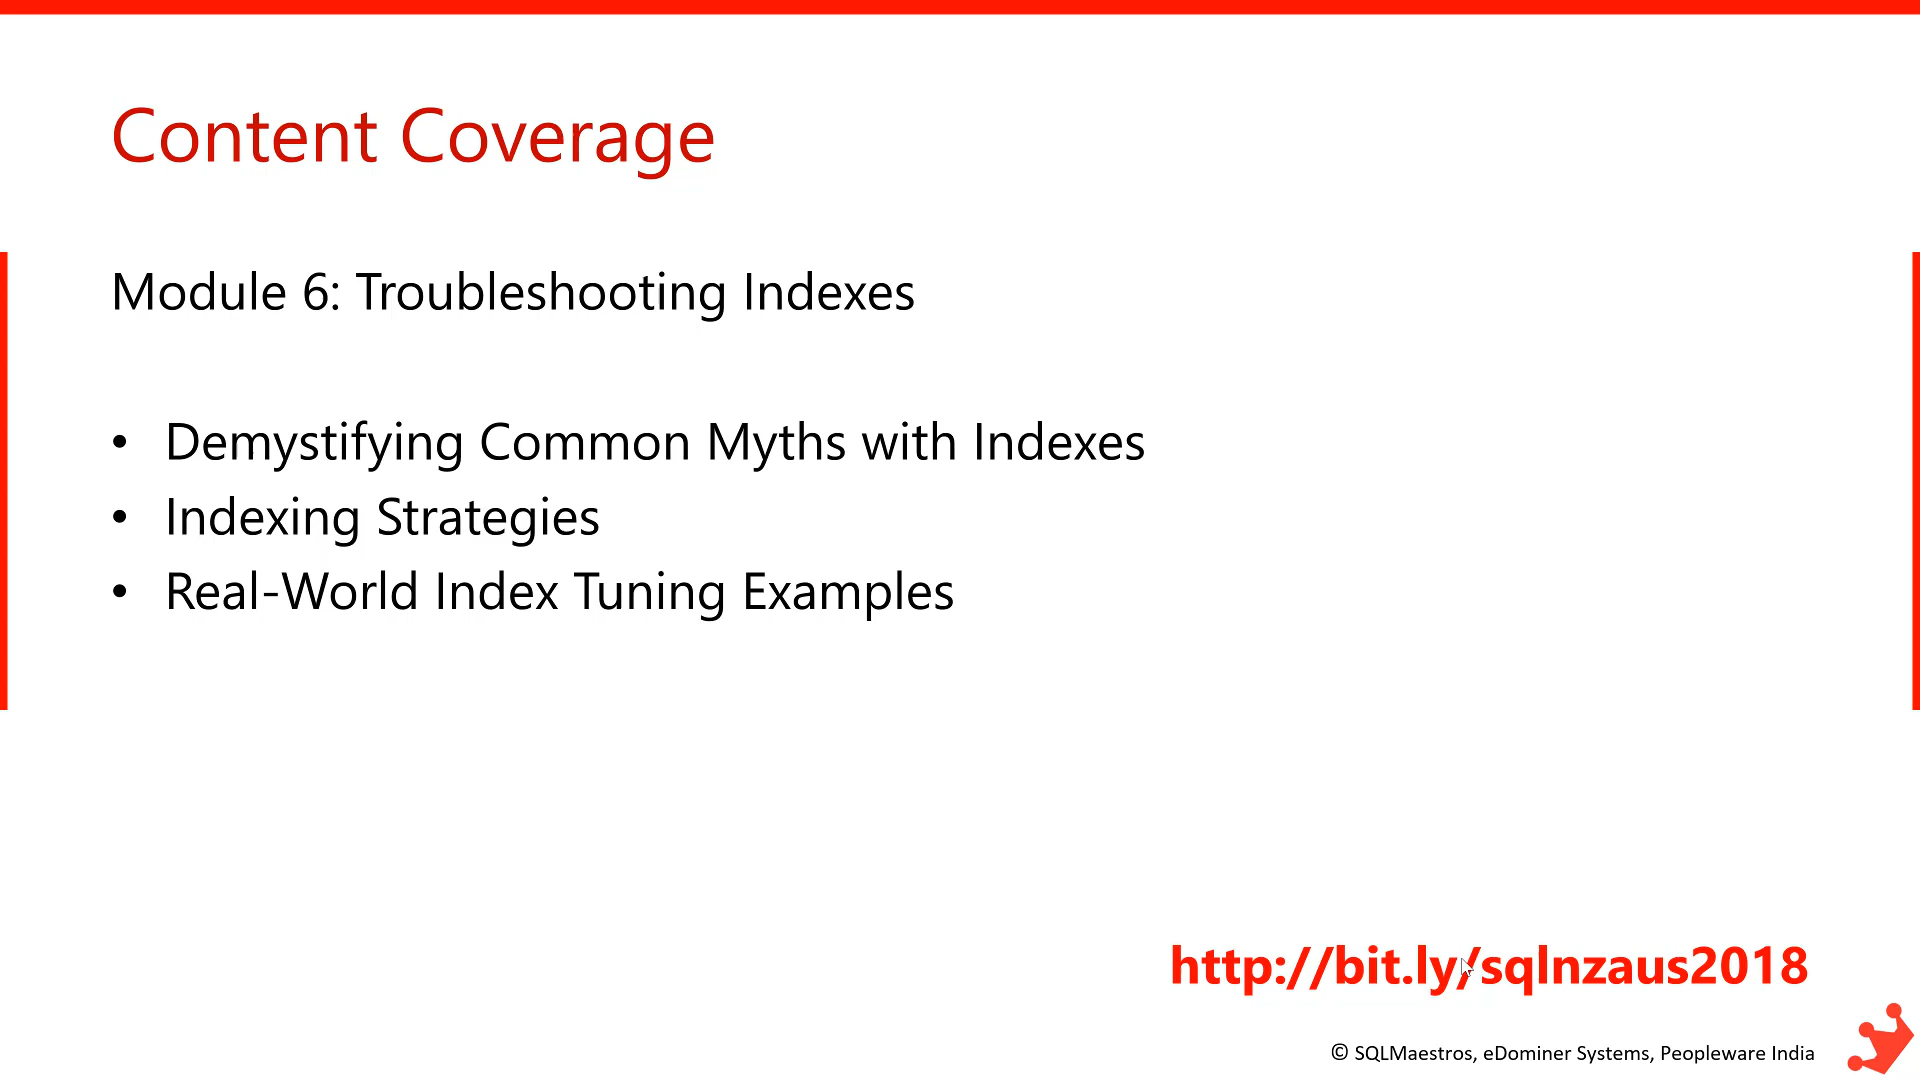 Content Coverage
Module 6: Troubleshooting Indexes
• Demystifying Common Myths with Indexes
• Indexing Strategies
• Real-World Index Tuning Examples
http://bit.ly/sqlnzaus2018
© SQLMaestros, eDominer Systems, Peopleware India